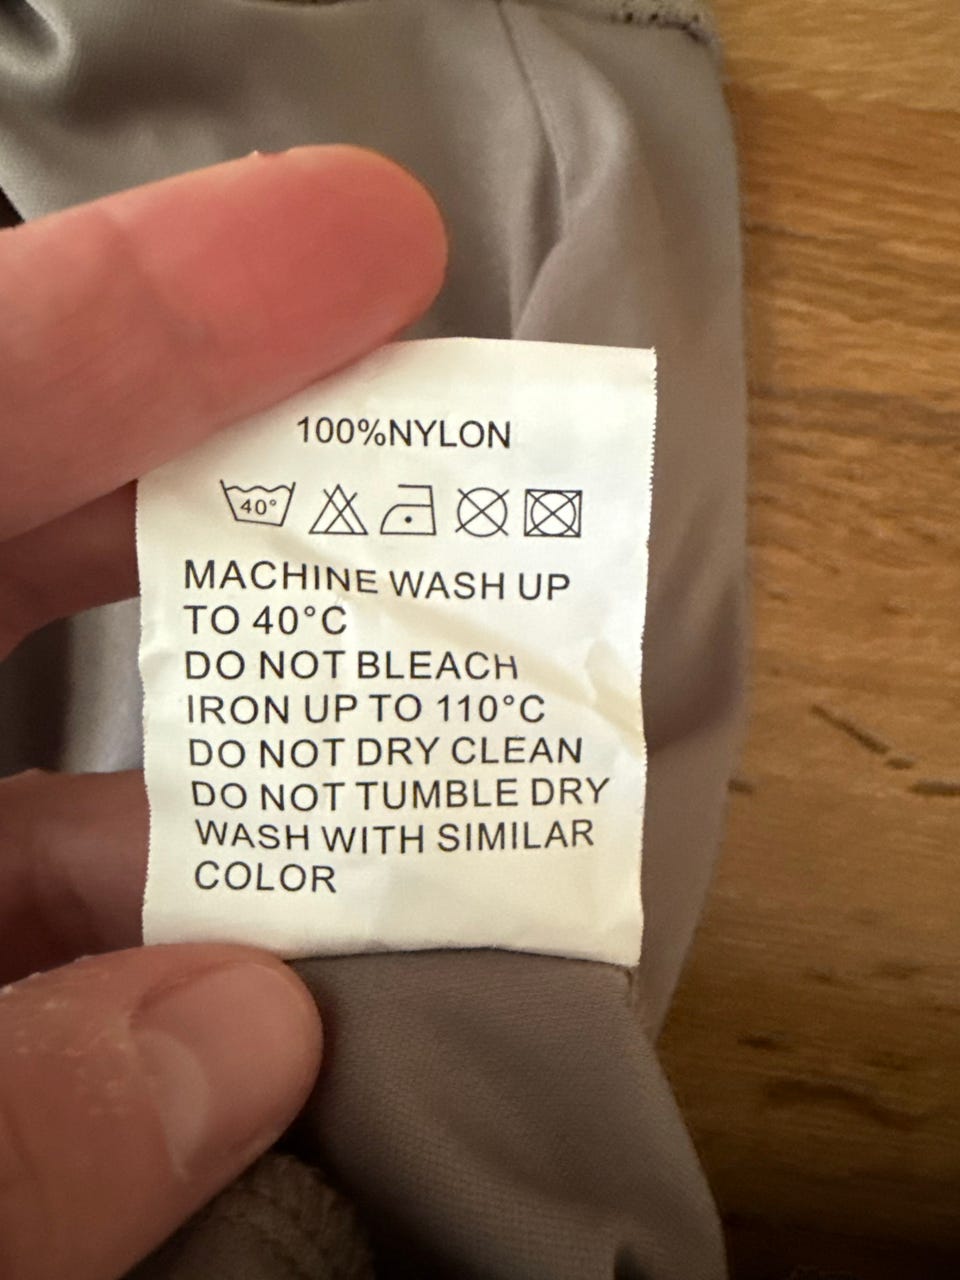 100%NYLON
40°
MACHINE WASH UP
TO 40°C
DO NOT BLEACH
IRON UP TO 110°C
DO NOT DRY CLEAN
DO NOT TUMBLE DRY
WASH WITH SIMILAR
COLOR